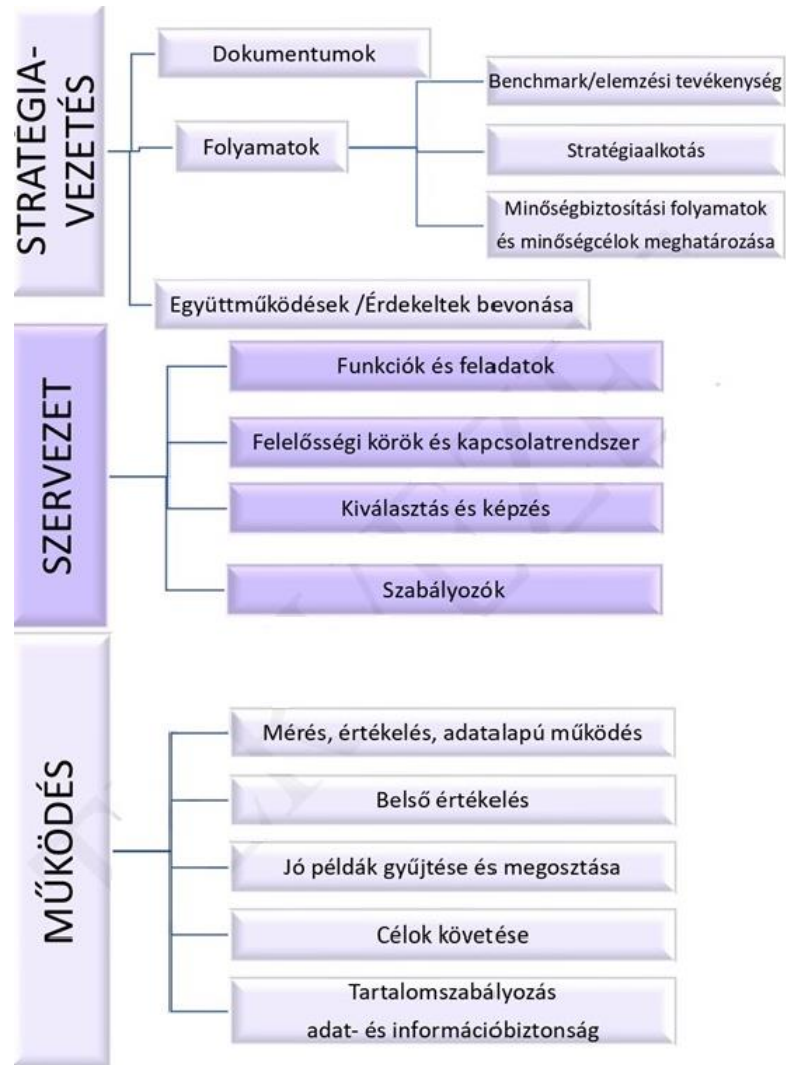 STRATÉGIA-
VEZETÉS
Dokumentumok
Folyamatok
Benchmark/elemzési tevékenység
Stratégiaalkotás
Minőségbiztosítási folyamatok
és minőségcélok meghatározása
Együttműködések /Érdekeltek bevonása
SZERVEZET
Funkciók és feladatok
Felelősségi körök és kapcsolatrendszer
Kiválasztás és képzés
Szabályozók
MŰKÖDÉS
Mérés, értékelés, adatalapú működés
Belső értékelés
Jó példák gyűjtése és megosztása
Célok követése
Tartalomszabályozás
adat- és információbiztonság